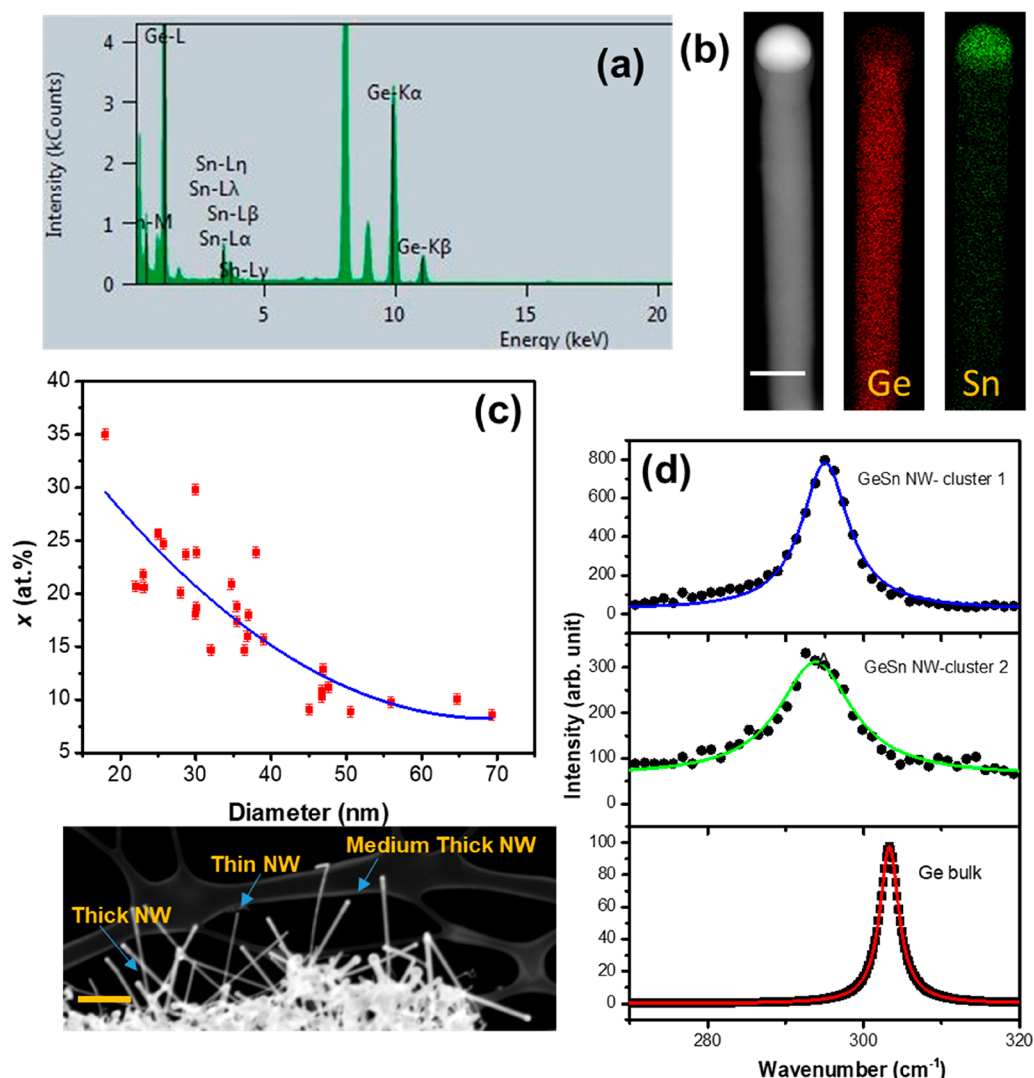 (a)
Intensity (kCounts)
4
3
2
1
0
Ge-L
Sn-Lη
Sn-Lλ
Sn-Lβ
n-M
Sn-Lα
Sn-Lγ
Ge-Kα
Ge-Kβ
5
10
15
20
Energy (keV)
(b)
Ge
Sn
(c)
x (at.%)
40
35
30
25
20
15
10
5
20
30
40
50
60
70
Diameter (nm)
Thin NW
Medium Thick NW
Thick NW
(d)
Intensity (arb. unit)
GeSn NW- cluster 1
800
600
400
200
0
GeSn NW-cluster 2
A
300
200
100
0
Ge bulk
100
80
60
40
20
0
280
300
320
Wavenumber (cm⁻¹)